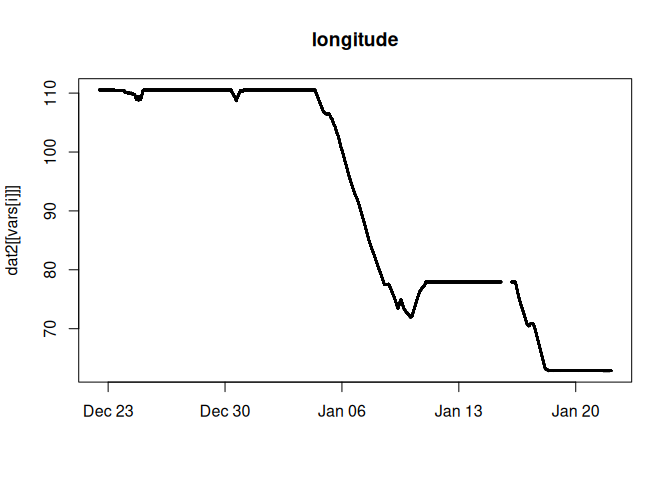 longitude
dat2[[vars[i]]]
110
100
90
80
70
Dec 23
Dec 30
Jan 06
Jan 13
Jan 20